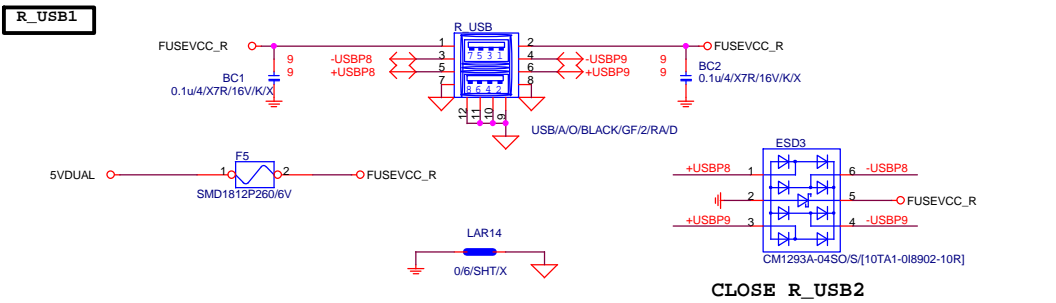 R_USB1
R_USB
FUSEVCC_R
1
2
FUSEVCC_R
9
-USBP8
3
7 5 3 1
4
-USBP9
9
9
+USBP8
5
6
+USBP9
9
BC1
7
8 6 4 2
8
BC2
0.1u/4/X7R/16V/K/X
0.1u/4/X7R/16V/K/X
12
11
10
9
USB/A/O/BLACK/GF/2/RA/D
F5
5VDUAL
1
2
FUSEVCC_R
SMD1812P260/6V
ESD3
+USBP8
1
6
-USBP8
2
5
FUSEVCC_R
+USBP9
3
4
-USBP9
CM1293A-04SO/S/[10TA1-0I8902-10R]
LAR14
0/6/SHT/X
CLOSE R_USB2